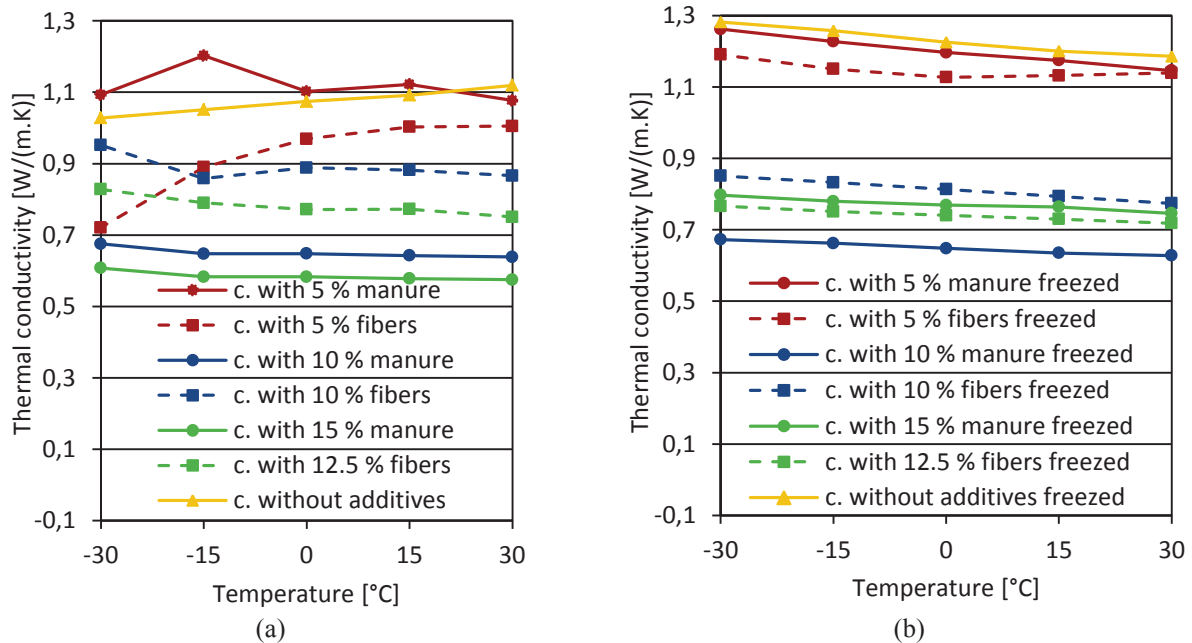 1,3
1,1
0,9
0,7
0,5
0,3
0,1
-0,1
Thermal conductivity [W/(m.K)]
c. with 5 % manure
c. with 5 % fibers
c. with 10 % manure
c. with 10 % fibers
c. with 15 % manure
c. with 12.5 % fibers
c. without additives
-30 -15 0 15 30
Temperature [°C]
(a)
1,3
1,1
0,9
0,7
0,5
0,3
0,1
-0,1
Thermal conductivity [W/(m.K)]
c. with 5 % manure freezed
c. with 5 % fibers freezed
c. with 10 % manure freezed
c. with 10 % fibers freezed
c. with 15 % manure freezed
c. with 12.5 % fibers freezed
c. without additives freezed
-30 -15 0 15 30
Temperature [°C]
(b)